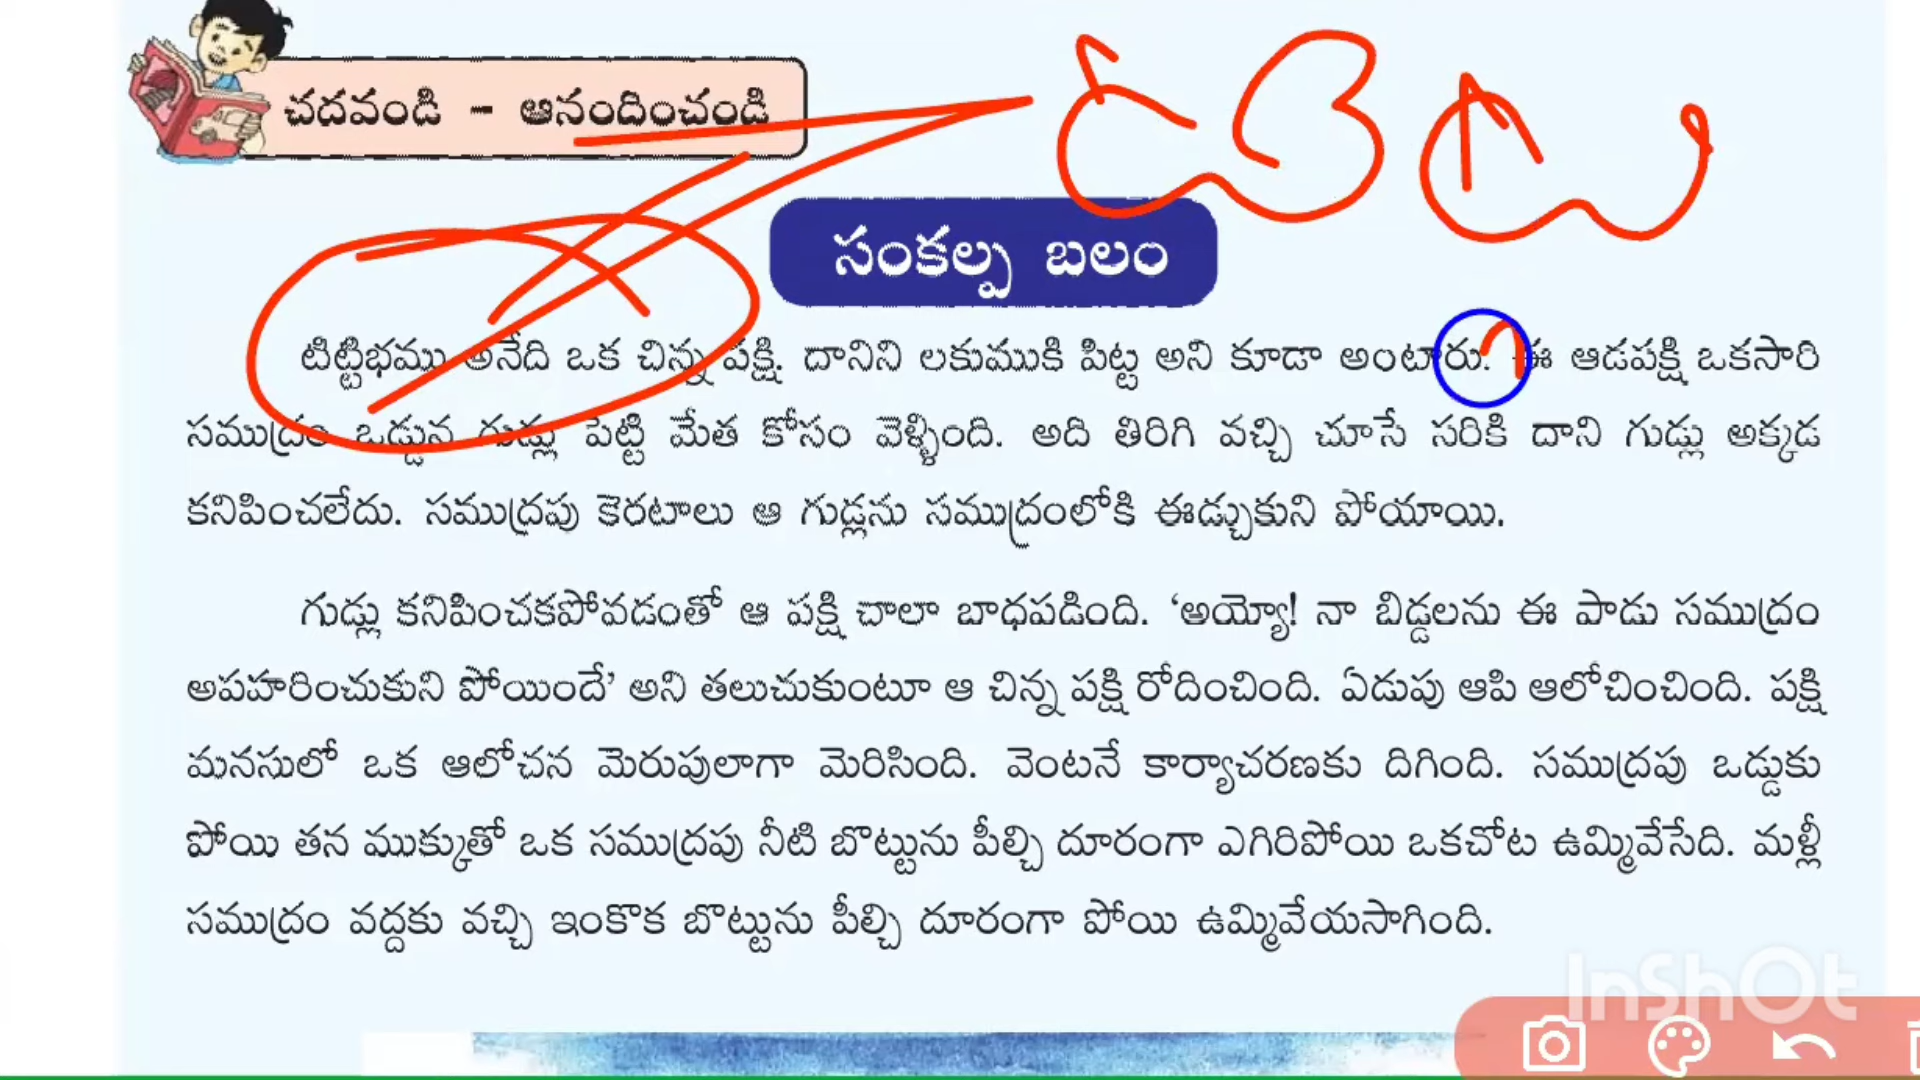 చదవండి - ఆనందించండి
సంకల్ప బలం
టిట్టిభము అనేది ఒక చిన్న పక్షి. దానిని లకుముకి పిట్ట అని కూడా అంటారు. ఈ ఆడపక్షి ఒకసారి
సముద్రం ఒడ్డున గుడ్లు పెట్టి మేత కోసం వెళ్ళింది. అది తిరిగి వచ్చి చూసే సరికి దాని గుడ్లు అక్కడ
కనిపించలేదు. సముద్రపు కెరటాలు ఆ గుడ్లను సముద్రంలోకి ఈడ్చుకుని పోయాయి.
గుడ్లు కనిపించకపోవడంతో ఆ పక్షి చాలా బాధపడింది. ‘అయ్యో! నా బిడ్డలను ఈ పాడు సముద్రం
అపహరించుకుని పోయిందే’ అని తలుచుకుంటూ ఆ చిన్న పక్షి రోదించింది. ఏడుపు ఆపి ఆలోచించింది. పక్షి
మనసులో ఒక ఆలోచన మెరుపులాగా మెరిసింది. వెంటనే కార్యాచరణకు దిగింది. సముద్రపు ఒడ్డుకు
పోయి తన ముక్కుతో ఒక సముద్రపు నీటి బొట్టును పీల్చి దూరంగా ఎగిరిపోయి ఒకచోట ఉమ్మివేసేది. మళ్లీ
సముద్రం వద్దకు వచ్చి ఇంకొక బొట్టును పీల్చి దూరంగా పోయి ఉమ్మివేయసాగింది.
InShOt